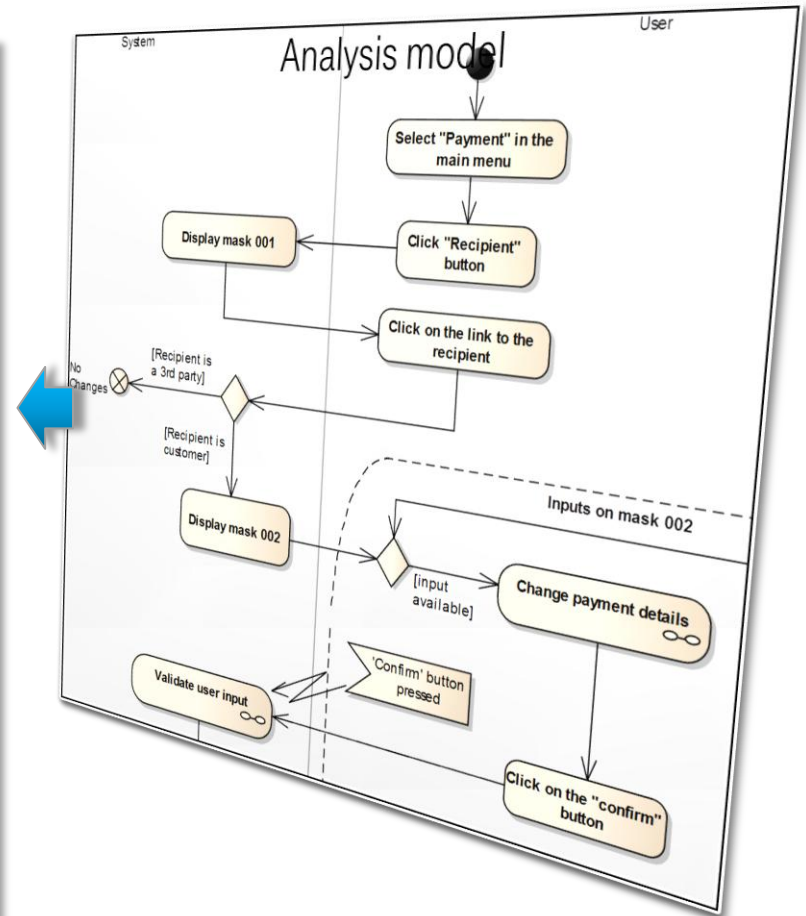 System
User
Analysis model
Select "Payment" in the
main menu
Display mask 001
Click "Recipient"
button
Click on the link to the
recipient
[Recipient is
a 3rd party]
No
Changes
[Recipient is
customer]
Inputs on mask 002
Display mask 002
[input
available]
Change payment details
'Confirm' button
pressed
Validate user input
Click on the "confirm"
button